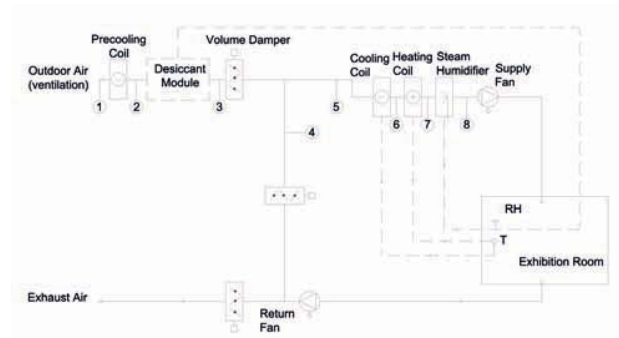 Precooling
Coil
Volume Damper
Outdoor Air
(ventilation)
Desiccant
Module
Cooling
Coil
Heating
Coil
Steam
Humidifier
Supply
Fan
1
2
3
4
5
6
7
8
RH
T
Exhibition Room
Exhaust Air
Return
Fan